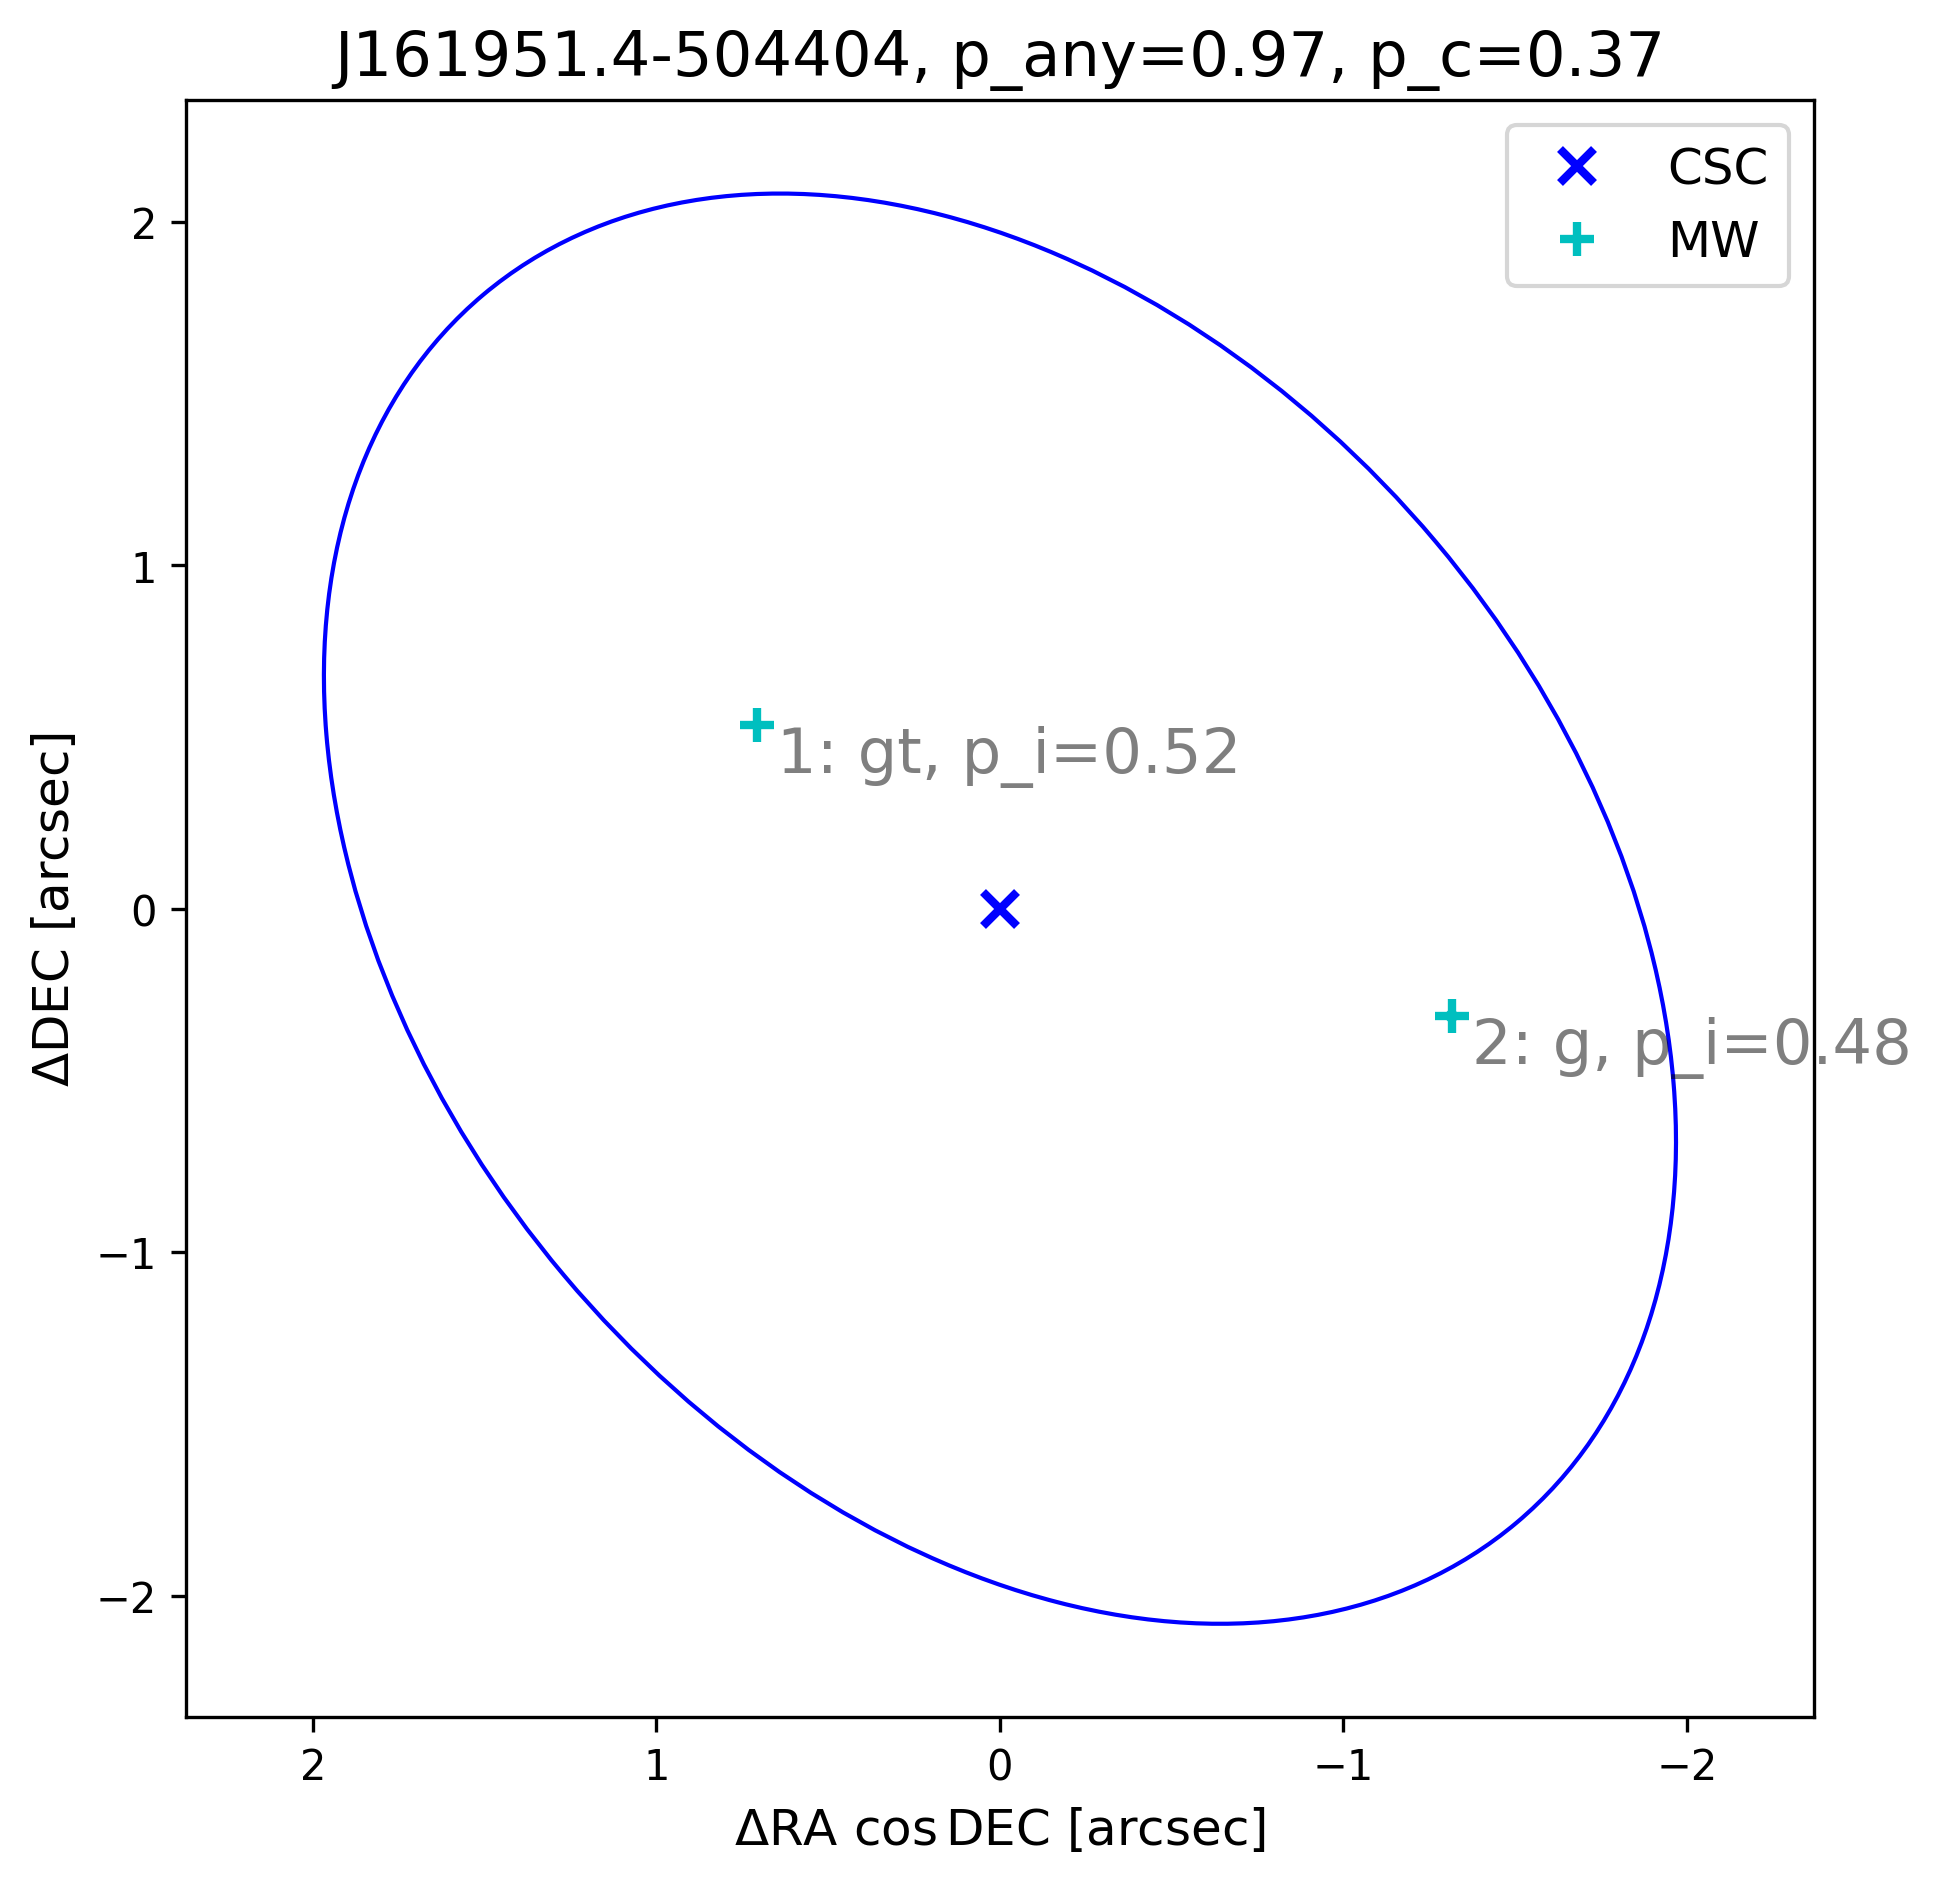 J161951.4-504404, p_any=0.97, p_c=0.37
CSC
MW
2
1
0
−1
−2
ΔDEC [arcsec]
1: gt, p_i=0.52
2: g, p_i=0.48
2
1
0
−1
−2
ΔRA cos DEC [arcsec]